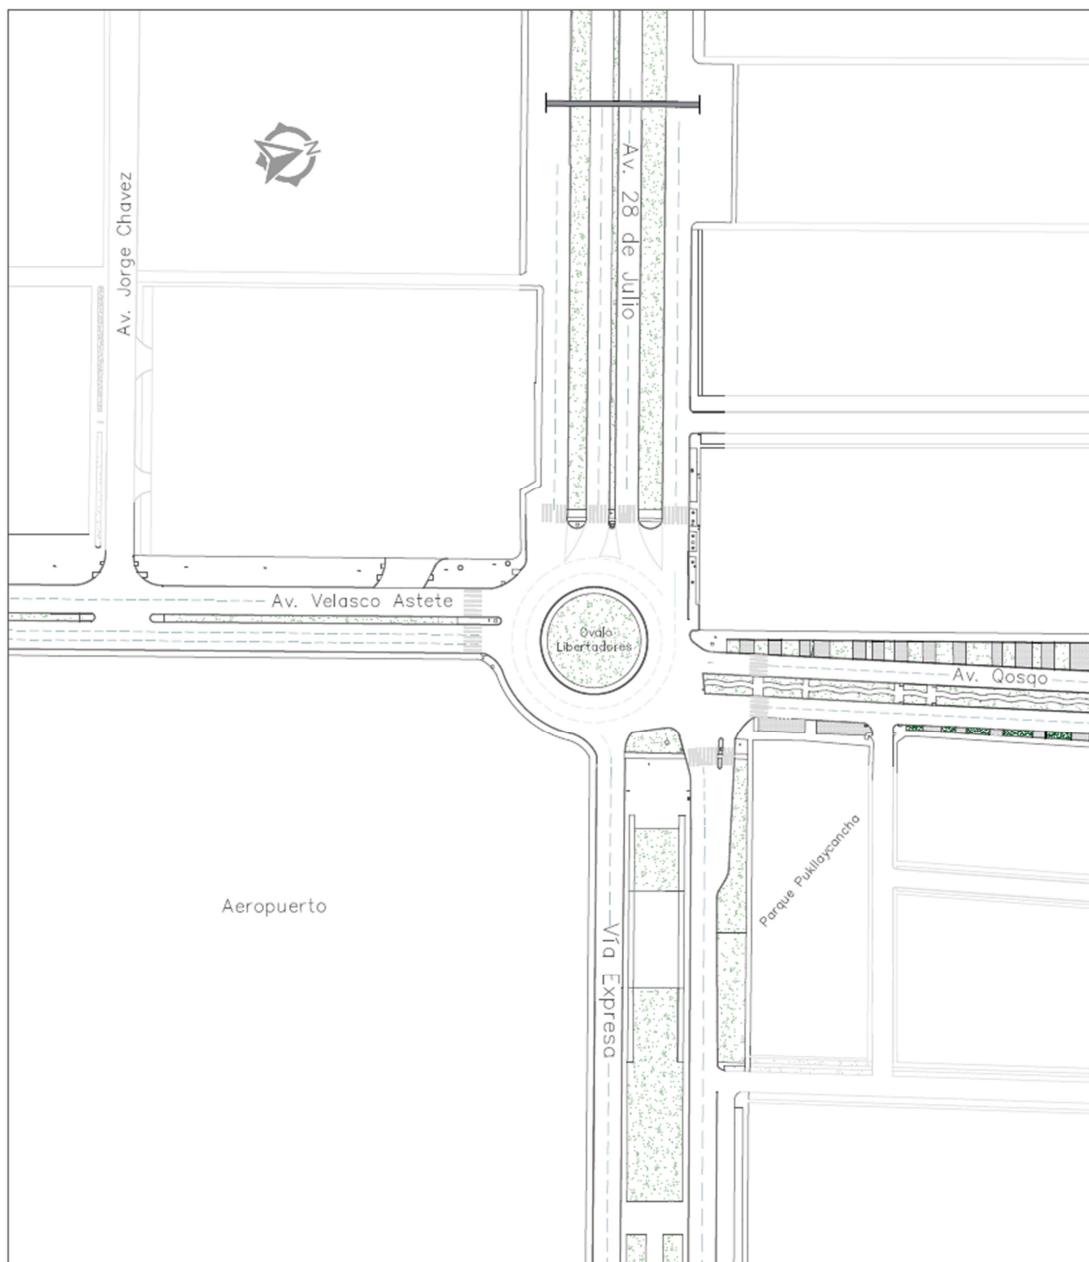 N
Av. Jorge Chavez
Av. 28 de Julio
Av. Velasco Astete
Ovalo
Libertadores
Av. Qosqo
Parque Pukllaycancha
Aeropuerto
Vía Expresa